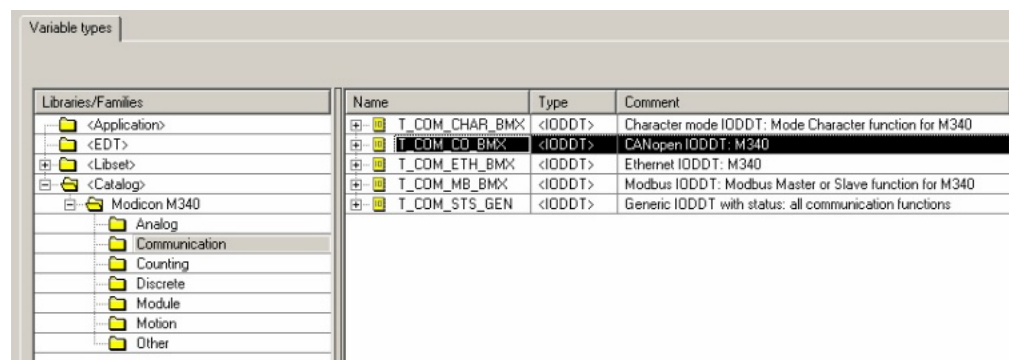 Variable types
Libraries/Families
<Application>
<EDT>
<Libset>
<Catalog>
Modicon M340
Analog
Communication
Counting
Discrete
Module
Motion
Other
Name Type Comment
T_COM_CHAR_BMX <IODDT> Character mode IODDT: Mode Character function for M340
T_COM_CO_BMX <IODDT> CANopen IODDT: M340
T_COM_ETH_BMX <IODDT> Ethernet IODDT: M340
T_COM_MB_BMX <IODDT> Modbus IODDT: Modbus Master or Slave function for M340
T_COM_STS_GEN <IODDT> Generic IODDT with status: all communication functions